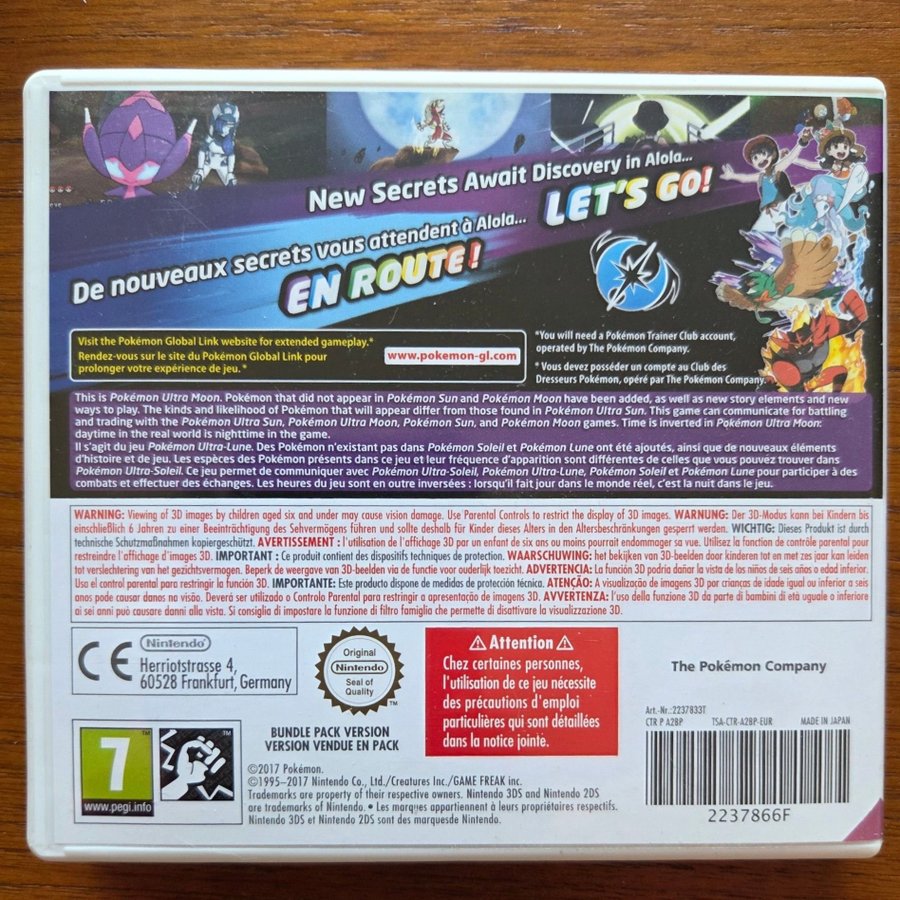 New Secrets Await Discovery in Alola...
LET'S GO!
De nouveaux secrets vous attendent à Alola...
EN ROUTE !
Visit the Pokémon Global Link website for extended gameplay.*
Rendez-vous sur le site du Pokémon Global Link pour
prolonger votre expérience de jeu. *
www.pokemon-gl.com
*You will need a Pokémon Trainer Club account,
operated by The Pokémon Company.
* Vous devez posséder un compte au Club des
Dresseurs Pokémon, opéré par The Pokémon Company.
This is Pokémon Ultra Moon. Pokémon that did not appear in Pokémon Sun and Pokémon Moon have been added, as well as new story elements and new
ways to play. The kinds and likelihood of Pokémon that will appear differ from those found in Pokémon Ultra Sun. This game can communicate for battling
and trading with the Pokémon Ultra Sun, Pokémon Ultra Moon, Pokémon Sun, and Pokémon Moon games. Time is inverted in Pokémon Ultra Moon:
daytime in the real world is nighttime in the game.
Il s'agit du jeu Pokémon Ultra-Lune. Des Pokémon n'existant pas dans Pokémon Soleil et Pokémon Lune ont été ajoutés, ainsi que de nouveaux éléments
d'histoire et de jeu. Les espèces des Pokémon présents dans ce jeu et leur fréquence d'apparition sont différentes de celles que vous pouvez trouver dans
Pokémon Ultra-Soleil. Ce jeu permet de communiquer avec Pokémon Ultra-Soleil, Pokémon Ultra-Lune, Pokémon Soleil et Pokémon Lune pour participer à des
combats et effectuer des échanges. Les heures du jeu sont en outre inversées : lorsqu'il fait jour dans le monde réel, c'est la nuit dans le jeu.
WARNING: Viewing of 3D images by children aged six and under may cause vision damage. Use Parental Controls to restrict the display of 3D images. WARNUNG: Der 3D-Modus kann bei Kindern bis
einschließlich 6 Jahren zu einer Beeinträchtigung des Sehvermögens führen und sollte deshalb für Kinder dieses Alters in den Altersbeschränkungen gesperrt werden. WICHTIG: Dieses Produkt ist durch
technische Schutzmaßnahmen kopiergeschützt. AVERTISSEMENT : l'utilisation de l'affichage 3D par un enfant de six ans ou moins pourrait endommager sa vue. Utilisez la fonction de contrôle parental pour
restreindre l'affichage d'images 3D. IMPORTANT : Ce produit contient des dispositifs techniques de protection. WAARSCHUWING: het bekijken van 3D-beelden door kinderen tot en met zes jaar kan leiden
tot verslechtering van het gezichtsvermogen. Beperk de weergave van 3D-beelden via de functie voor ouderlijk toezicht. ADVERTENCIA: La función 3D podría dañar la vista de los niños de seis años o edad inferior.
Usa el control parental para restringir la función 3D. IMPORTANTE: Este producto dispone de medidas de protección técnica. ATENÇÃO: A visualização de imagens 3D por crianças de idade igual ou inferior a seis
anos pode causar danos na visão. Deverá ser utilizado o Controlo Parental para restringir a apresentação de imagens 3D. AVVERTENZA: l'uso della funzione 3D da parte di bambini di età uguale o inferiore
ai sei anni può causare danni alla vista. Si consiglia di impostare la funzione di filtro famiglia che permette di disattivare la visualizzazione 3D.
CE
Nintendo
Herriotstrasse 4,
60528 Frankfurt, Germany
Original
Nintendo
Seal of
Quality
TM
Attention
Chez certaines personnes,
l'utilisation de ce jeu nécessite
des précautions d'emploi
particulières qui sont détaillées
dans la notice jointe.
The Pokémon Company
Art.-Nr.: 2237833T
CTR P A2BP TSA-CTR-A2BP-EUR MADE IN JAPAN
2237866F
7
TM
www.pegi.info
TM
BUNDLE PACK VERSION
VERSION VENDUE EN PACK
©2017 Pokémon.
©1995–2017 Nintendo Co., Ltd./Creatures Inc./GAME FREAK inc.
Trademarks are property of their respective owners. Nintendo 3DS and Nintendo 2DS
are trademarks of Nintendo. • Les marques appartiennent à leurs propriétaires respectifs.
Nintendo 3DS et Nintendo 2DS sont des marques de Nintendo.